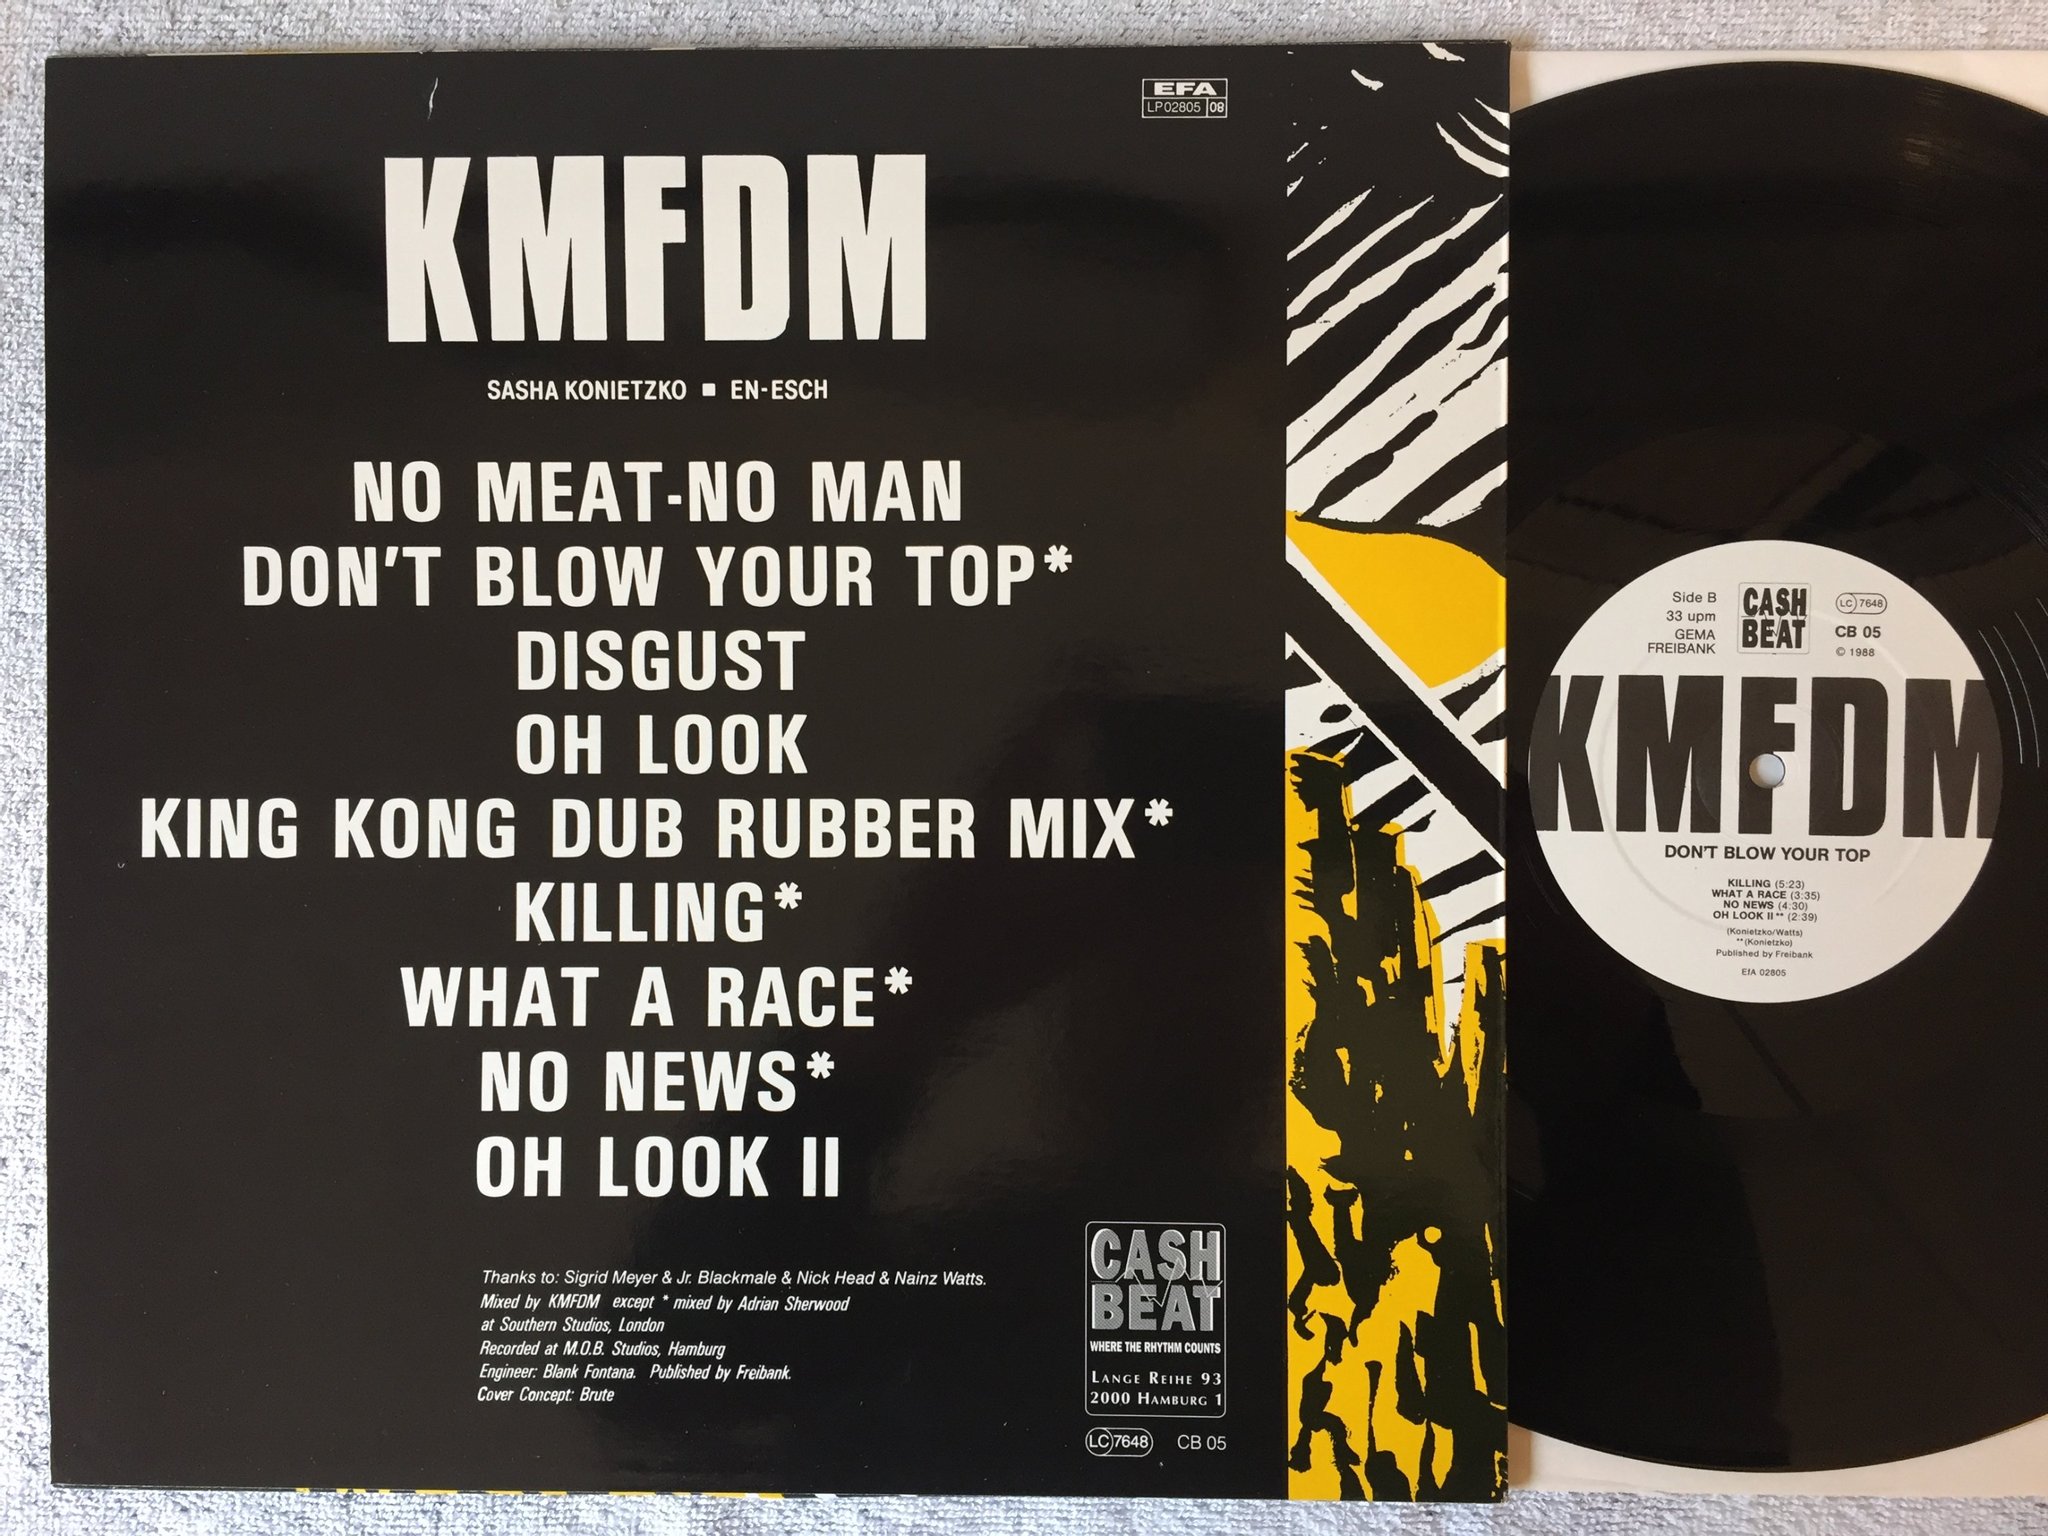 EFA
LP02805 08
KMFDM
SASHA KONIETZKO ■ EN-ESCH
NO MEAT-NO MAN
DON'T BLOW YOUR TOP*
DISGUST
OH LOOK
KING KONG DUB RUBBER MIX*
KILLING*
WHAT A RACE*
NO NEWS*
OH LOOK II
Thanks to: Sigrid Meyer & Jr. Blackmale & Nick Head & Nainz Watts.
Mixed by KMFDM except * mixed by Adrian Sherwood
at Southern Studios, London
Recorded at M.O.B. Studios, Hamburg
Engineer: Blank Fontana. Published by Freibank.
Cover Concept: Brute
CASH
BEAT
WHERE THE RHYTHM COUNTS
LANGE REIHE 93
2000 HAMBURG 1
LC 7648 CB 05
Side B
33 upm
GEMA
FREIBANK
CASH
BEAT
LC 7648
CB 05
© 1988
KMFDM
DON'T BLOW YOUR TOP
KILLING (5:23)
WHAT A RACE (3:35)
NO NEWS (4:30)
OH LOOK II** (2:39)
(Konietzko/Watts)
**(Konietzko)
Published by Freibank
EfA 02805